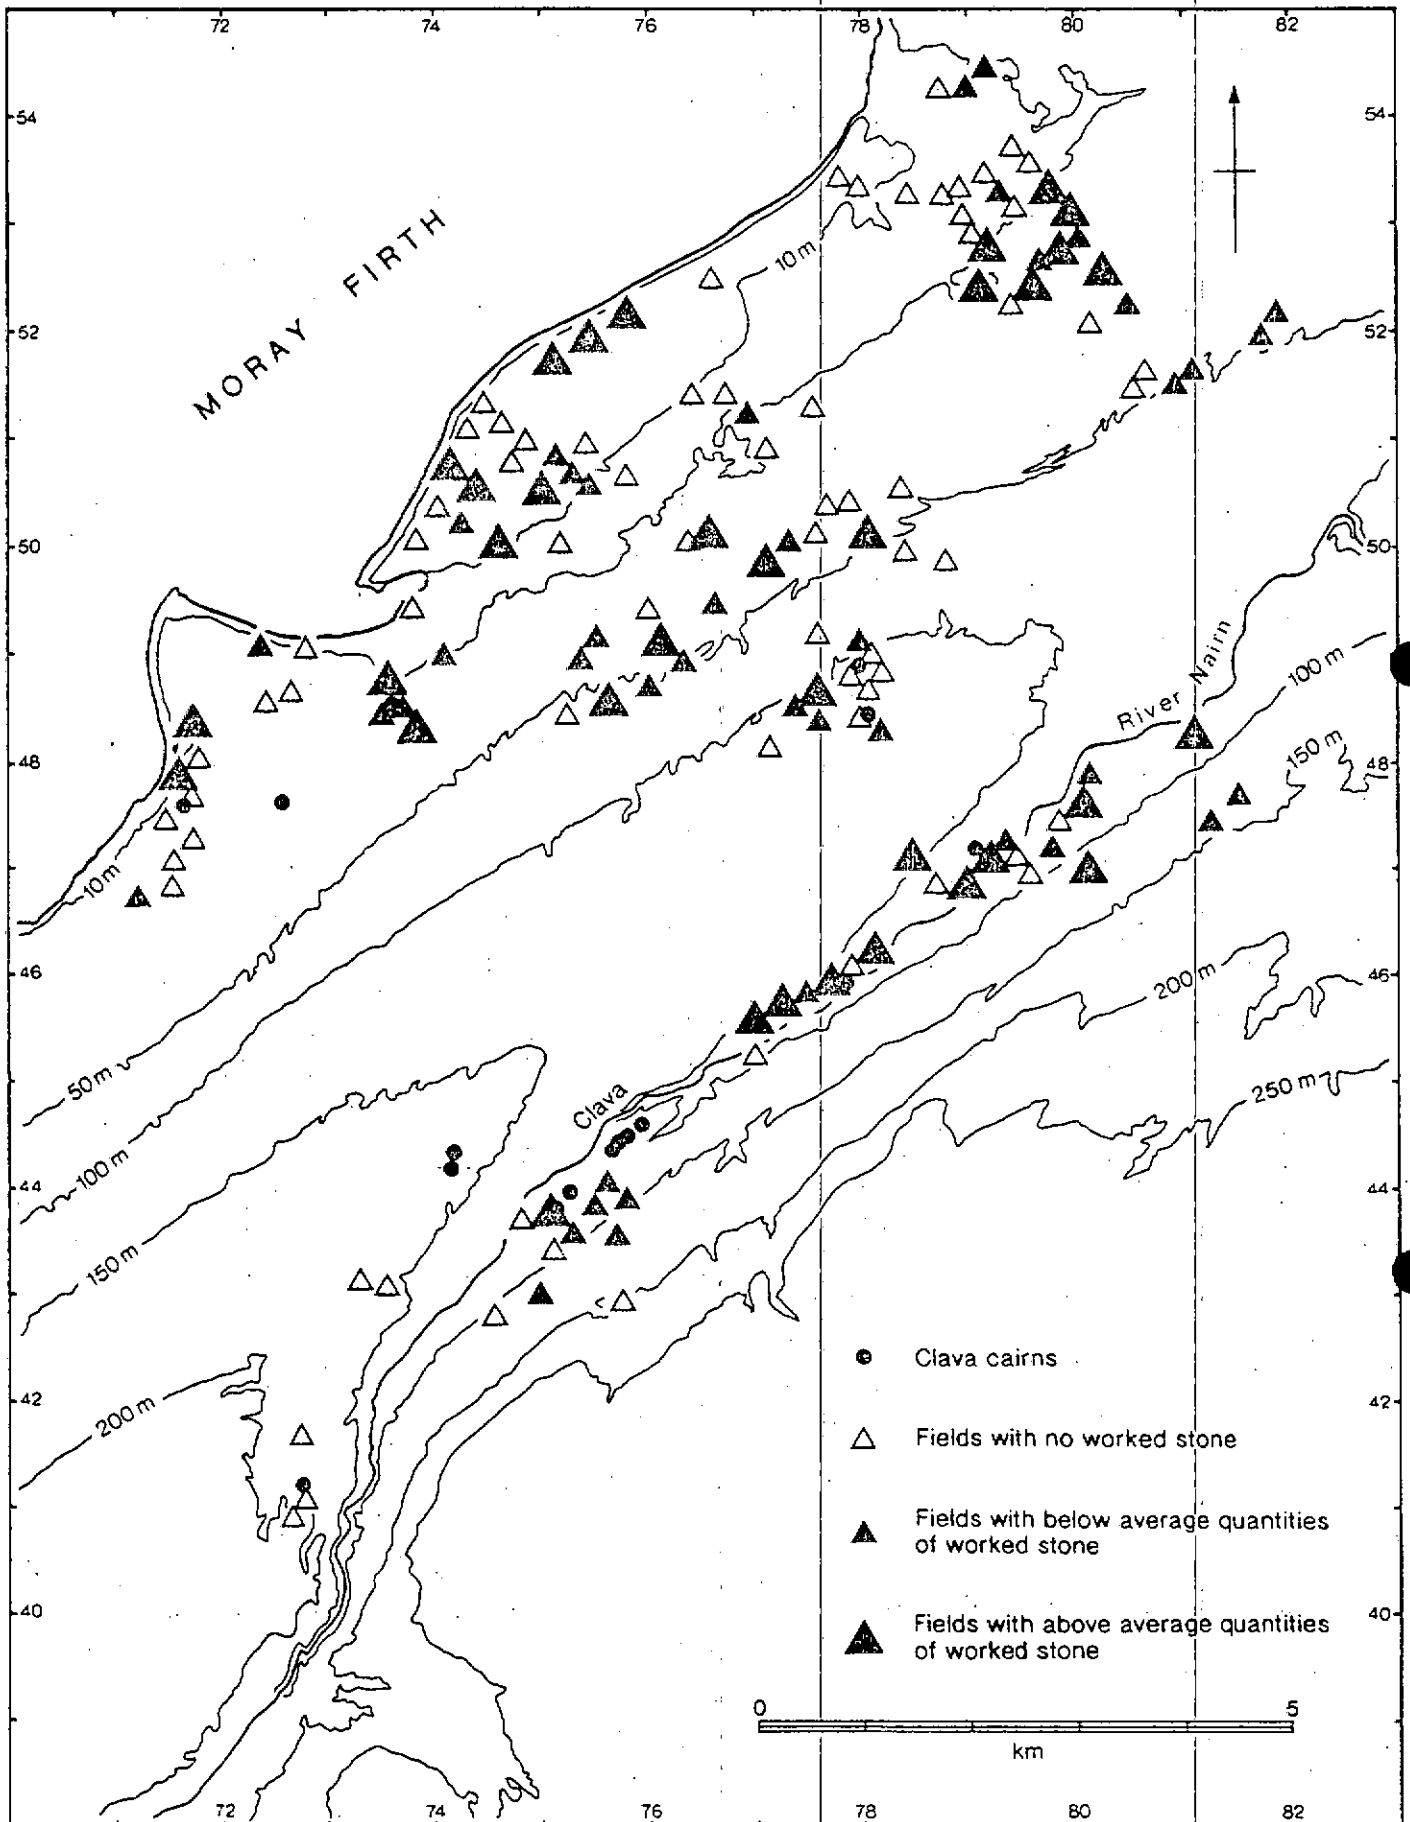 72 74 76 78 80 82
54 54
MORAY FIRTH
10 m
52 52
50 50
River Nairn
100 m
48 48
150 m
10 m
46 46
200 m
50 m
250 m
Clava
100 m
44 44
150 m
Clava cairns
42 42
200 m
Fields with no worked stone
Fields with below average quantities
of worked stone
40 40
Fields with above average quantities
of worked stone
0 5
km
72 74 76 78 80 82